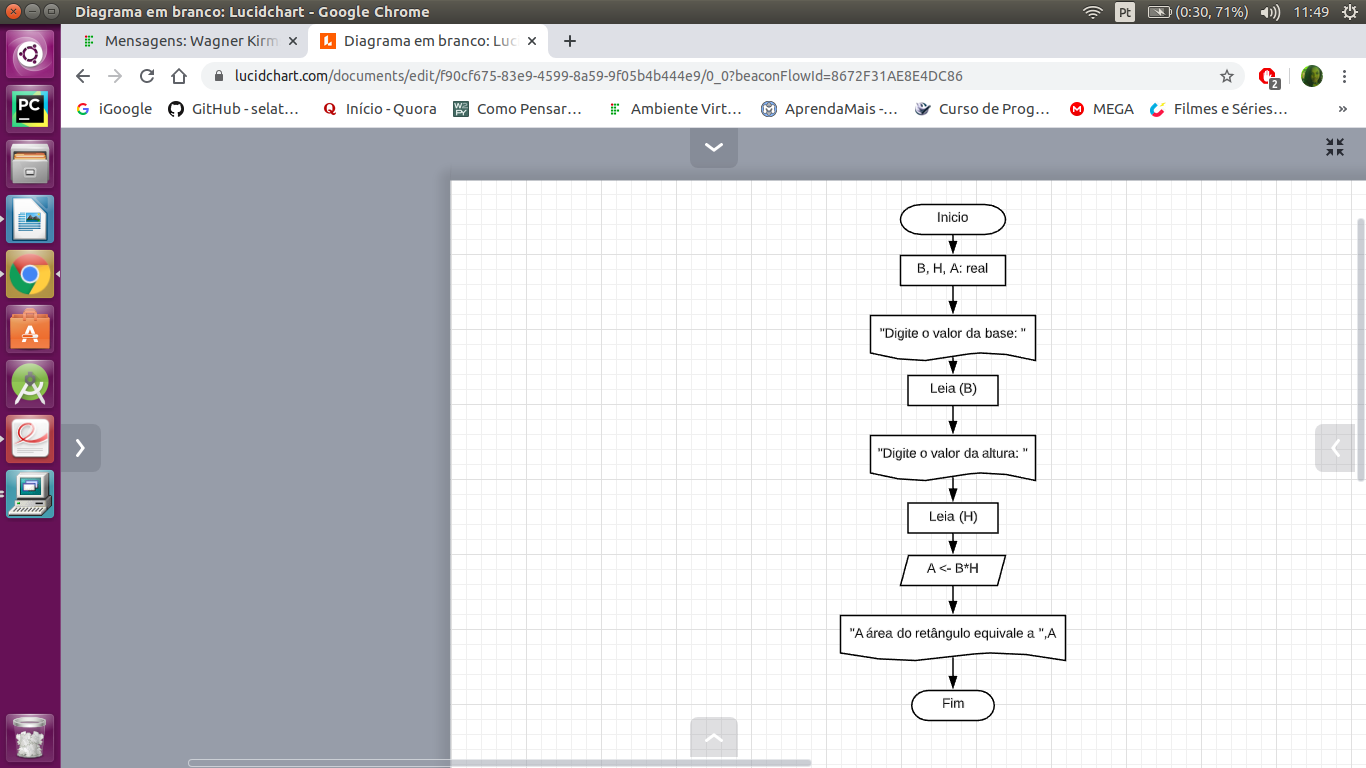 Diagrama em branco: Lucidchart - Google Chrome
Pt
(0:30, 71%)
11:49
Mensagens: Wagner Kirm
Diagrama em branco: Luc
lucidchart.com/documents/edit/f90cf675-83e9-4599-8a59-9f05b4b444e9/0_0?beaconFlowId=8672F31AE8E4DC86
2
iGoogle
GitHub - selat...
Início - Quora
Como Pensar...
Ambiente Virt...
AprendaMais -...
Curso de Prog...
MEGA
Filmes e Séries...
»
PC
Inicio
B, H, A: real
"Digite o valor da base: "
Leia (B)
"Digite o valor da altura: "
Leia (H)
A <- B*H
"A área do retângulo equivale a ",A
Fim